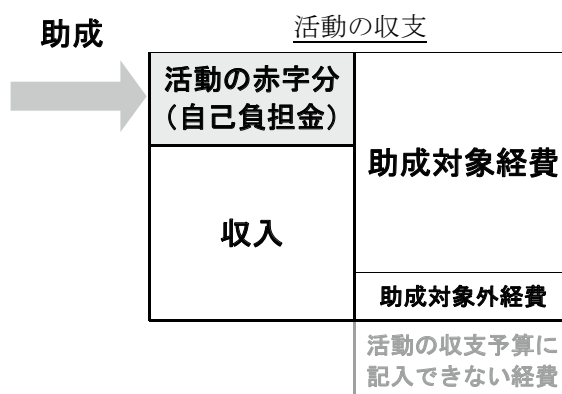 活動の収支
助成
活動の赤字分
（自己負担金）
収入
助成対象経費
助成対象外経費
活動の収支予算に
記入できない経費